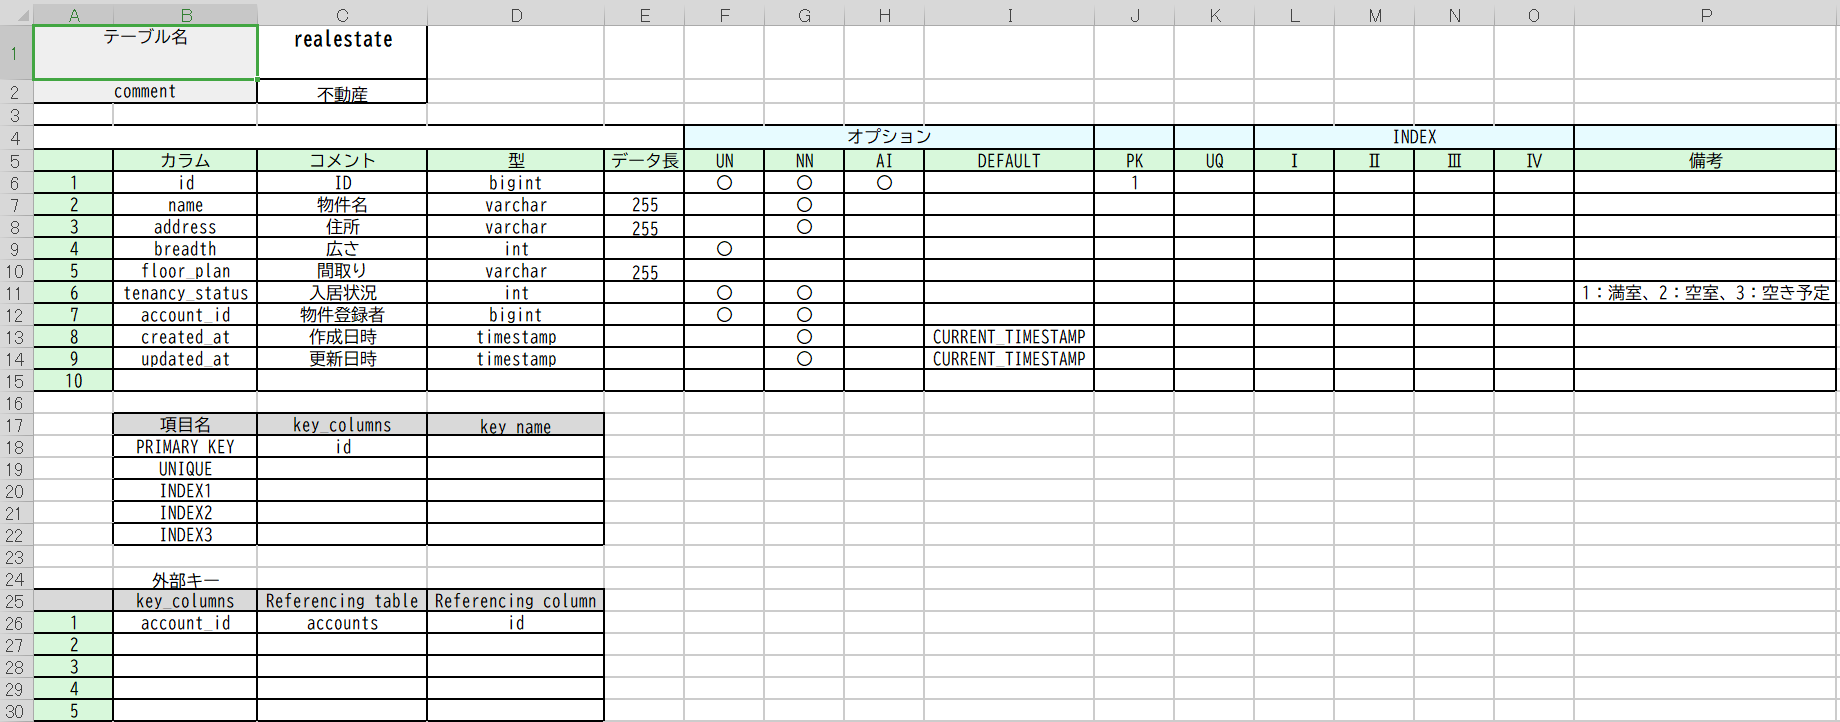 A B C D E F G H I J K L M N O P
1 テーブル名 realestate
2 comment 不動産
3
4 オプション INDEX
5 カラム コメント 型 データ長 UN NN AI DEFAULT PK UQ Ⅰ Ⅱ Ⅲ Ⅳ 備考
6 1 id ID bigint 〇 〇 〇 1
7 2 name 物件名 varchar 255 〇
8 3 address 住所 varchar 255 〇
9 4 breadth 広さ int 〇
10 5 floor_plan 間取り varchar 255
11 6 tenancy_status 入居状況 int 〇 〇 1：満室、2：空室、3：空き予定
12 7 account_id 物件登録者 bigint 〇 〇
13 8 created_at 作成日時 timestamp 〇 CURRENT_TIMESTAMP
14 9 updated_at 更新日時 timestamp 〇 CURRENT_TIMESTAMP
15 10
16
17 項目名 key_columns key_name
18 PRIMARY KEY id
19 UNIQUE
20 INDEX1
21 INDEX2
22 INDEX3
23
24 外部キー
25 key_columns Referencing table Referencing column
26 1 account_id accounts id
27 2
28 3
29 4
30 5